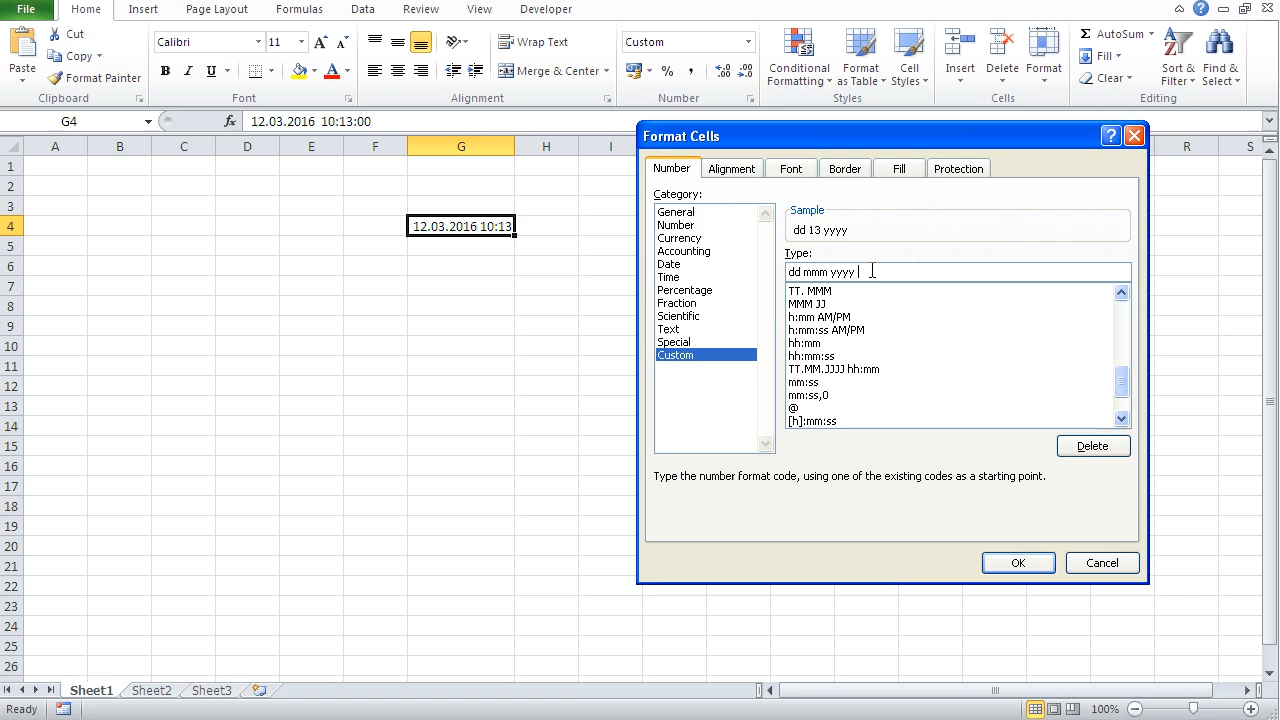 File Home Insert Page Layout Formulas Data Review View Developer
Paste Cut Copy Format Painter Clipboard
Calibri 11 B I U Font
Wrap Text Merge & Center Alignment
Custom % , Number
Conditional Formatting Format as Table Cell Styles Styles
Insert Delete Format Cells
AutoSum Fill Clear Sort & Filter Find & Select Editing
G4 fx 12.03.2016 10:13:00
A B C D E F G H I R S
1
2
3
4 12.03.2016 10:13
5
6
7
8
9
10
11
12
13
14
15
16
17
18
19
20
21
22
23
24
25
26
Format Cells
Number Alignment Font Border Fill Protection
Category:
General
Number
Currency
Accounting
Date
Time
Percentage
Fraction
Scientific
Text
Special
Custom
Sample
dd 13 yyyy
Type:
dd mmm yyyy
TT. MMM
MMM JJ
h:mm AM/PM
h:mm:ss AM/PM
hh:mm
hh:mm:ss
TT.MM.JJJJ hh:mm
mm:ss
mm:ss,0
@
[h]:mm:ss
Delete
Type the number format code, using one of the existing codes as a starting point.
OK Cancel
Sheet1 Sheet2 Sheet3
Ready 100%